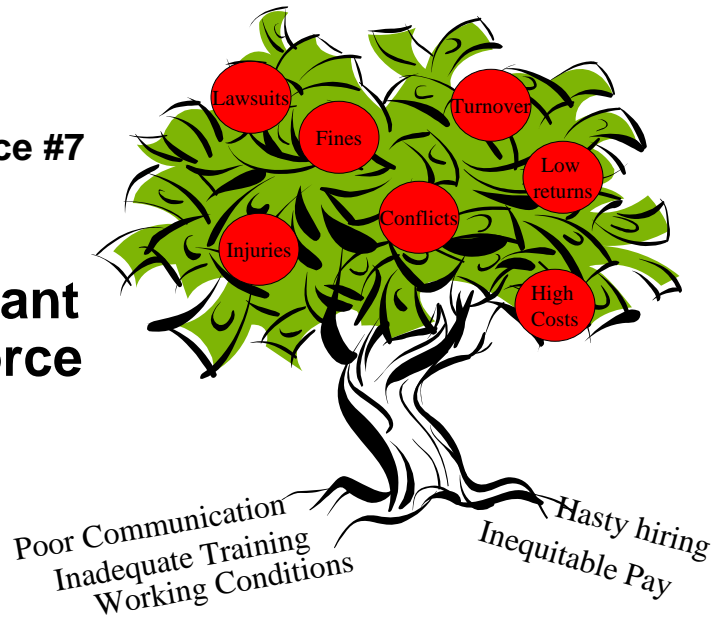 ce #7
ant
orce
Lawsuits
Fines
Turnover
Low
returns
Conflicts
Injuries
High
Costs
Poor Communication
Inadequate Training
Working Conditions
Hasty hiring
Inequitable Pay